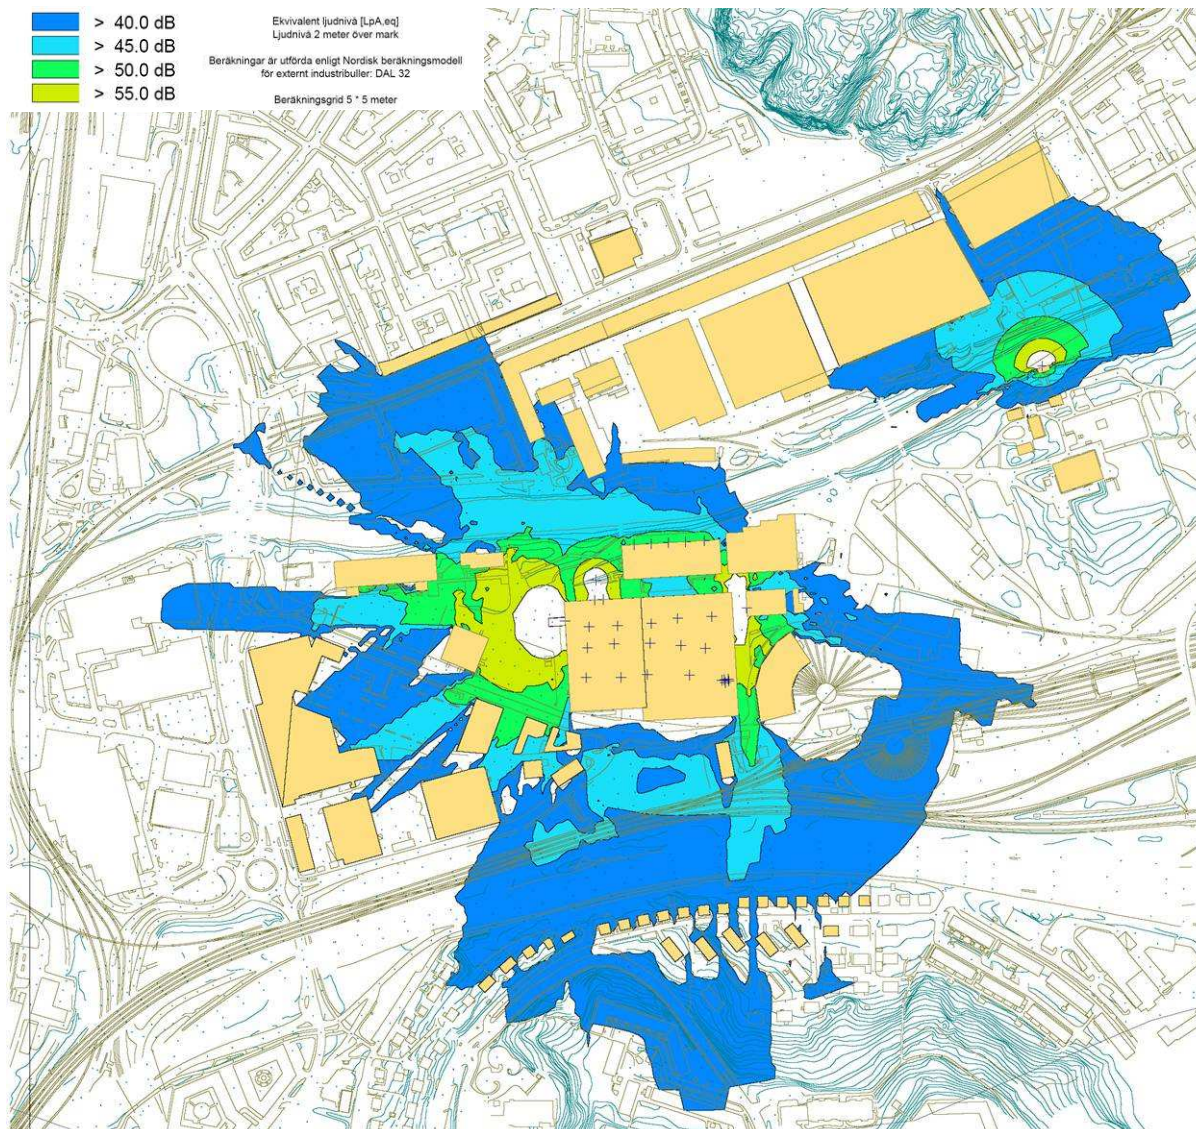 > 40.0 dB
> 45.0 dB
> 50.0 dB
> 55.0 dB
Ekvivalent ljudnivå [LpA,eq]
Ljudnivå 2 meter över mark
Beräkningar är utförda enligt Nordisk beräkningsmodell
för externt industribuller: DAL 32
Beräkningsgrid 5 * 5 meter